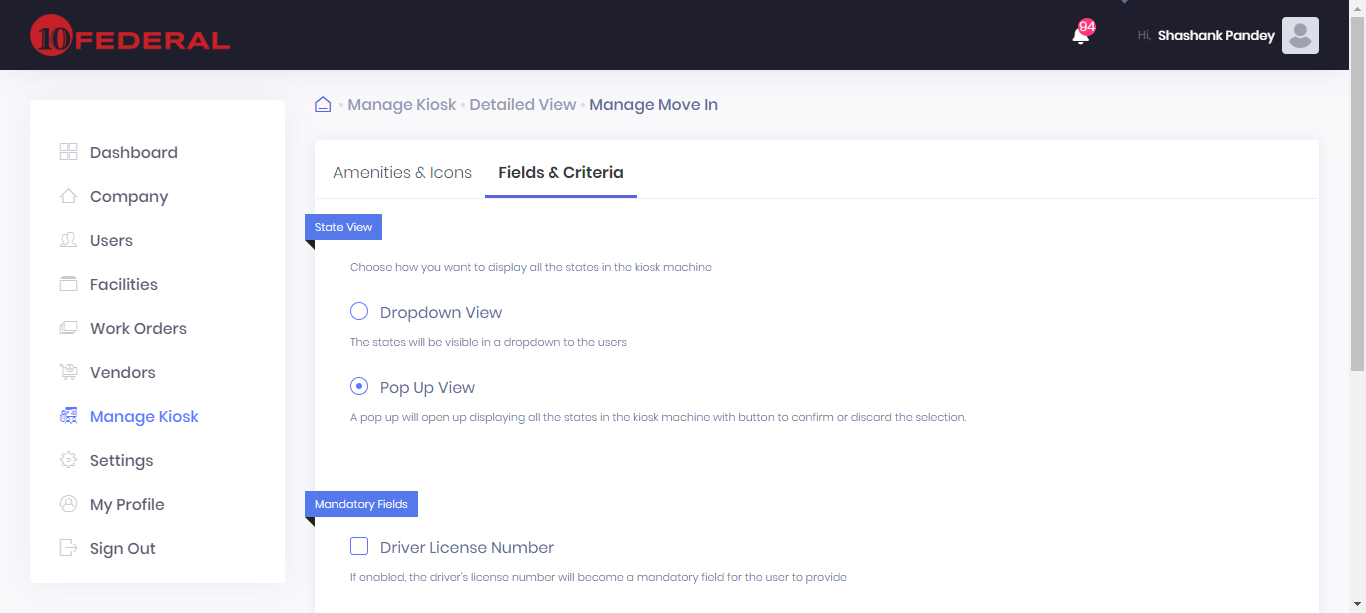 10 FEDERAL
94
Hi, Shashank Pandey
Dashboard
Company
Users
Facilities
Work Orders
Vendors
Manage Kiosk
Settings
My Profile
Sign Out
Manage Kiosk • Detailed View • Manage Move In
Amenities & Icons Fields & Criteria
State View
Choose how you want to display all the states in the kiosk machine
Dropdown View
The states will be visible in a dropdown to the users
Pop Up View
A pop up will open up displaying all the states in the kiosk machine with button to confirm or discard the selection.
Mandatory Fields
Driver License Number
If enabled, the driver's license number will become a mandatory field for the user to provide